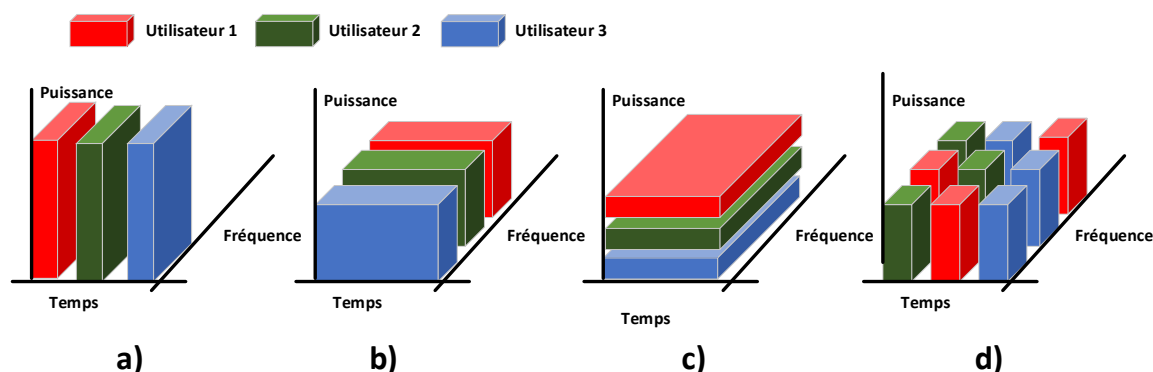 Utilisateur 1 Utilisateur 2 Utilisateur 3
Puissance
Fréquence
Temps
a)
Puissance
Fréquence
Temps
b)
Puissance
Fréquence
Temps
c)
Puissance
Fréquence
Temps
d)